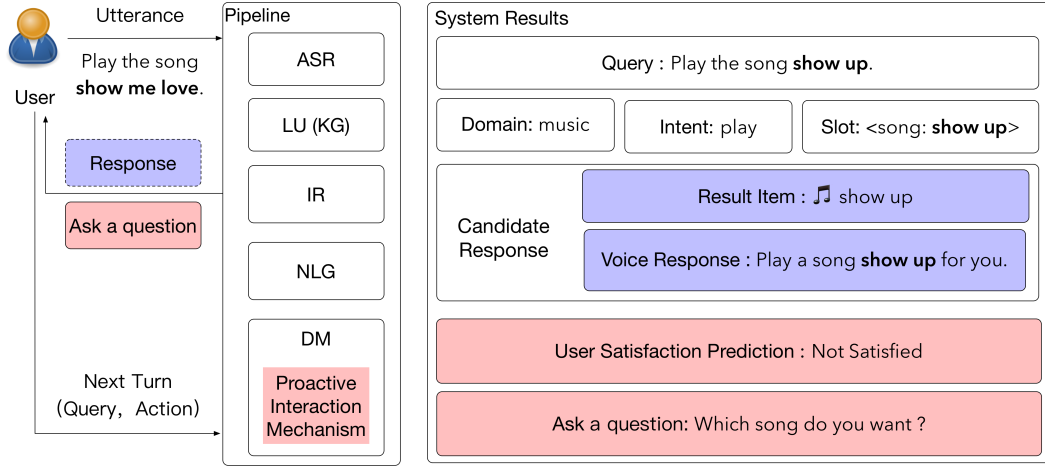 Utterance
Play the song
show me love.
User
Response
Ask a question
Next Turn
(Query, Action)
Pipeline
ASR
LU (KG)
IR
NLG
DM
Proactive
Interaction
Mechanism
System Results
Query : Play the song show up.
Domain: music
Intent: play
Slot: <song: show up>
Candidate
Response
Result Item : 🎵 show up
Voice Response : Play a song show up for you.
User Satisfaction Prediction : Not Satisfied
Ask a question: Which song do you want ?